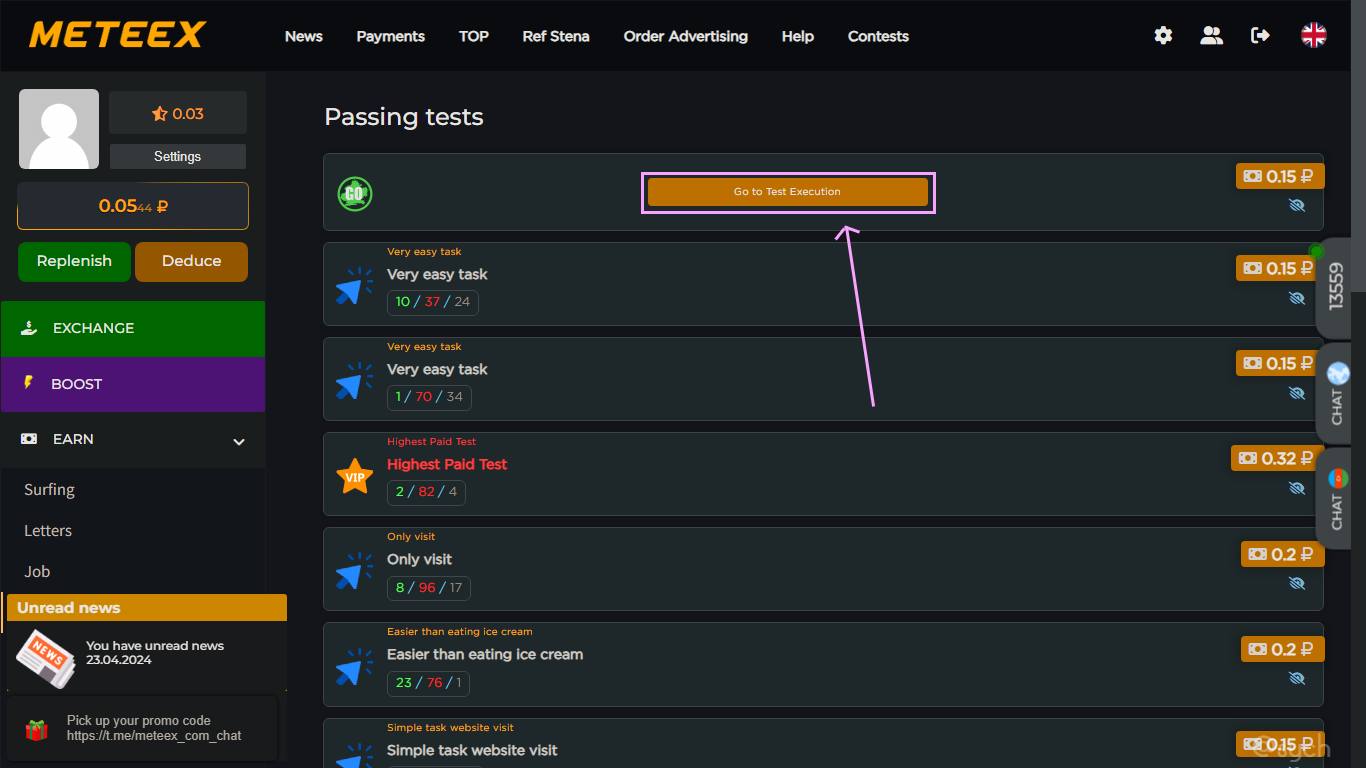 METEEX
News Payments TOP Ref Stena Order Advertising Help Contests
0.03
Settings
0.0544 ₽
Replenish Deduce
EXCHANGE
BOOST
EARN
Surfing
Letters
Job
Unread news
NEWS
You have unread news
23.04.2024
Pick up your promo code
https://t.me/meteex_com_chat
Passing tests
GO
Go to Test Execution
0.15 ₽
Very easy task
Very easy task
10 / 37 / 24
0.15 ₽
Very easy task
Very easy task
1 / 70 / 34
0.15 ₽
Highest Paid Test
VIP
Highest Paid Test
2 / 82 / 4
0.32 ₽
Only visit
Only visit
8 / 96 / 17
0.2 ₽
Easier than eating ice cream
Easier than eating ice cream
23 / 76 / 1
0.2 ₽
Simple task website visit
Simple task website visit
0.15 ₽
13559
CHAT
CHAT
© sych